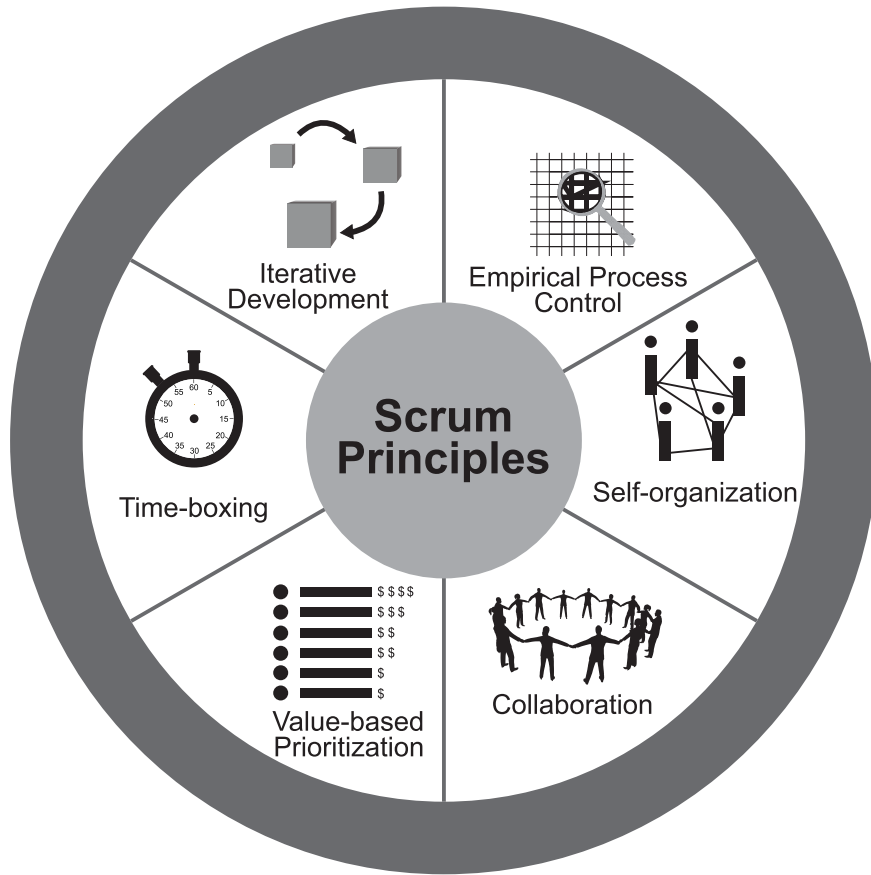 Scrum
Principles
Iterative
Development
Empirical Process
Control
60
5
10
15
20
25
30
35
40
45
50
55
Time-boxing
Self-organization
$ $ $ $
$ $ $
$ $
$ $
$
$
Value-based
Prioritization
Collaboration